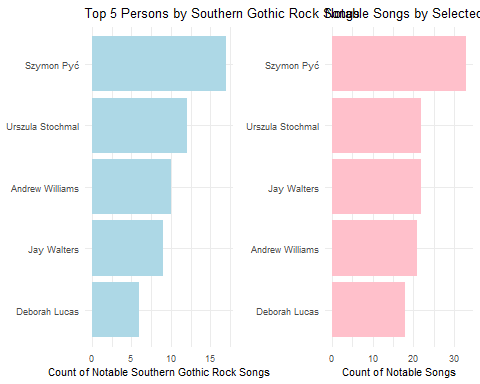 Top 5 Persons by Southern Gothic Rock Songs
Szymon Pyć
Urszula Stochmal
Andrew Williams
Jay Walters
Deborah Lucas
0 5 10 15
Count of Notable Southern Gothic Rock Songs
Notable Songs by Selected
Szymon Pyć
Urszula Stochmal
Jay Walters
Andrew Williams
Deborah Lucas
0 10 20 30
Count of Notable Songs